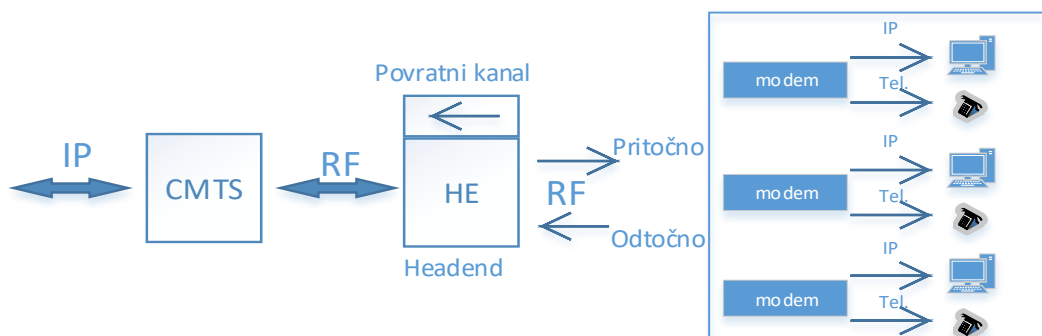 Povratni kanal
IP
CMTS
RF
HE
Headend
Pritočno
RF
Odtočno
modem
IP
Tel.
modem
IP
Tel.
modem
IP
Tel.